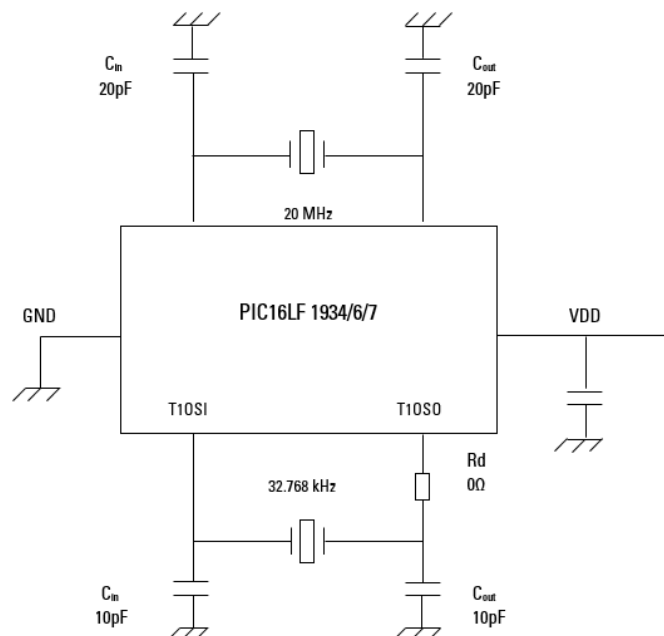 Cin
20pF
Cout
20pF
20 MHz
PIC16LF 1934/6/7
GND
VDD
T1OSI
T1OSO
Rd
0Ω
32.768 kHz
Cin
10pF
Cout
10pF